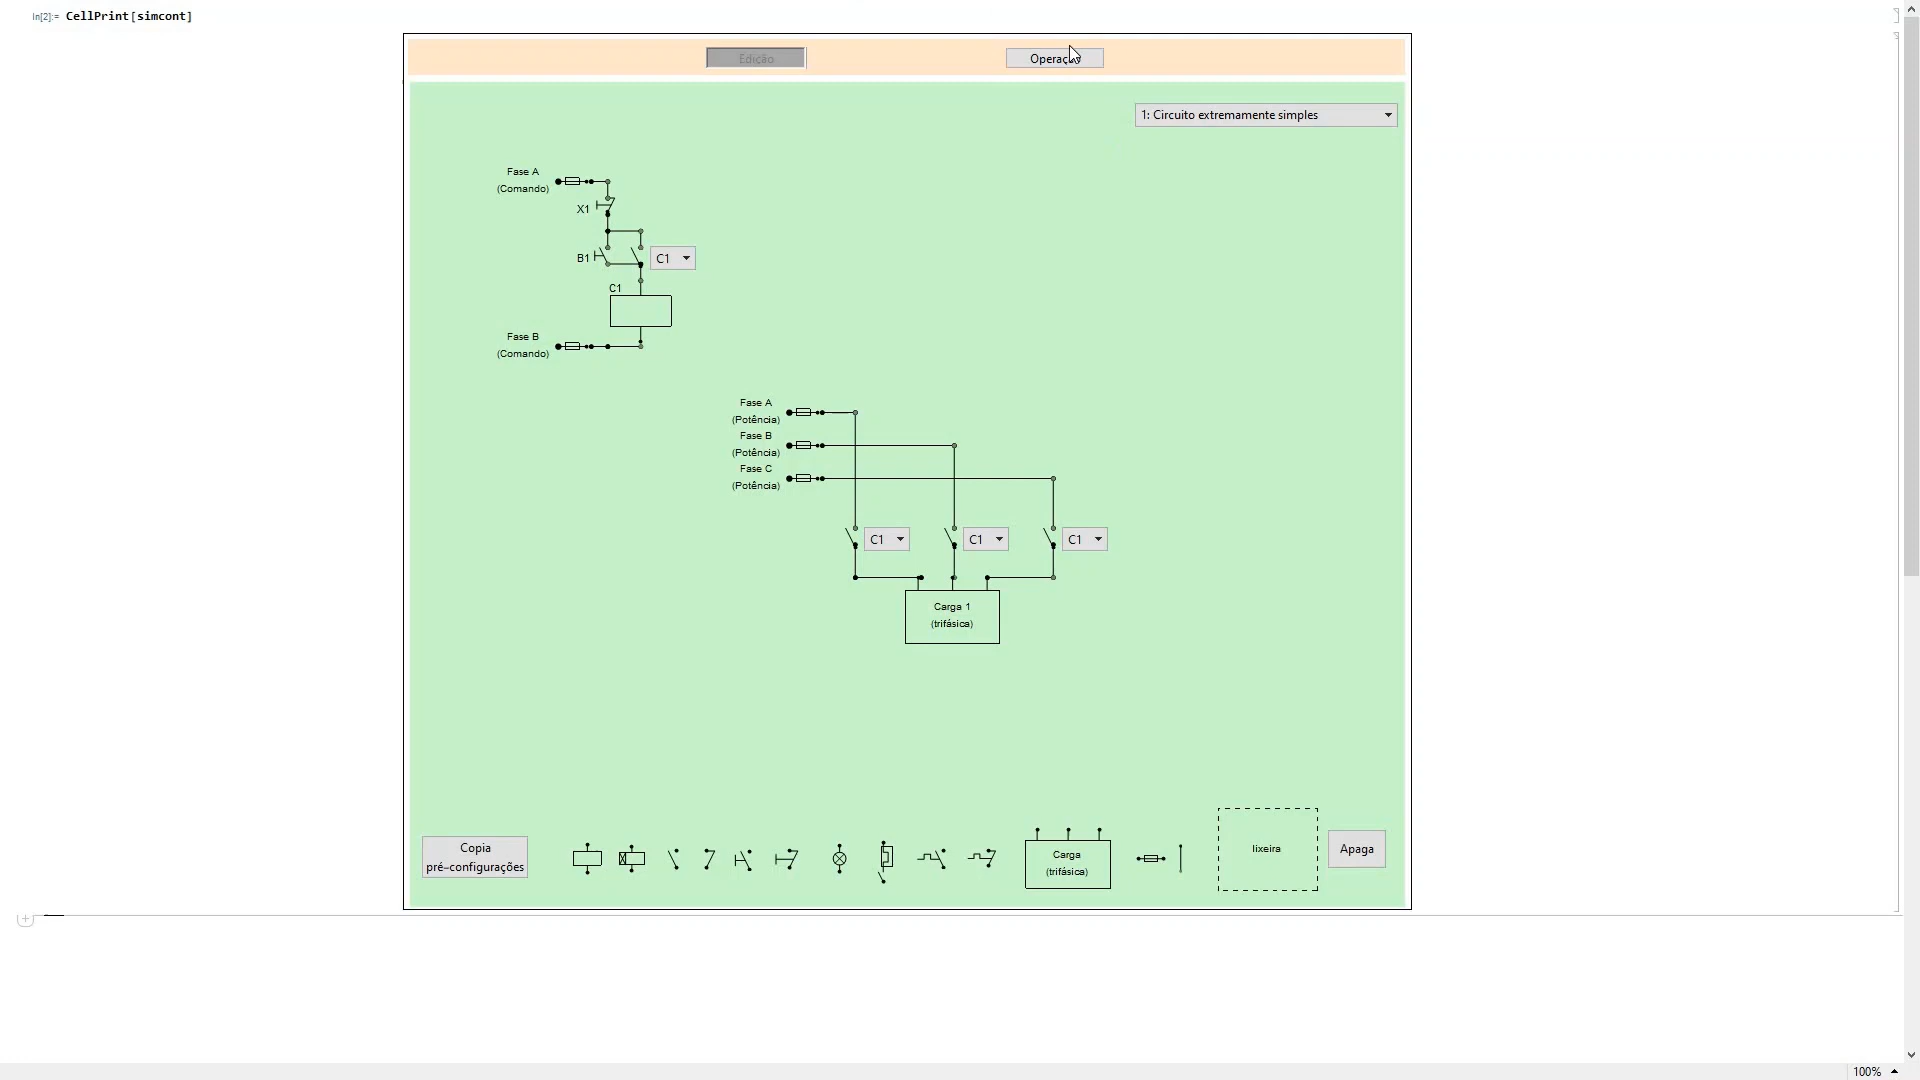 In[2]:= CellPrint[simcont]
Edição
Operação
1: Circuito extremamente simples
Fase A
(Comando)
X1
B1
C1
C1
Fase B
(Comando)
Fase A
(Potência)
Fase B
(Potência)
Fase C
(Potência)
C1
C1
C1
Carga 1
(trifásica)
Copia
pré-configurações
Carga
(trifásica)
lixeira
Apaga
100%